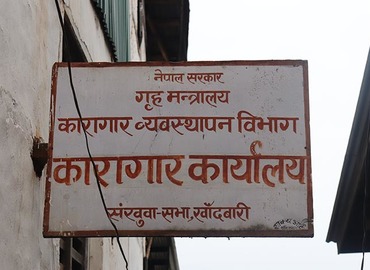 नेपाल सरकार
गृह मन्त्रालय
कारागार व्यवस्थापन विभाग
कारागार कार्यालय
संखुवा-सभा, खाँदबारी